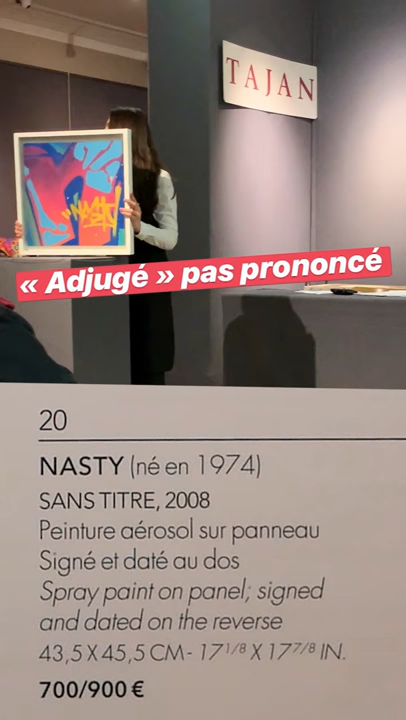 TAJAN
"NASTY
« Adjugé » pas prononcé
20
NASTY (né en 1974)
SANS TITRE, 2008
Peinture aérosol sur panneau
Signé et daté au dos
Spray paint on panel; signed
and dated on the reverse
43,5 X 45,5 CM - 17 1/8 X 17 7/8 IN.
700/900 €